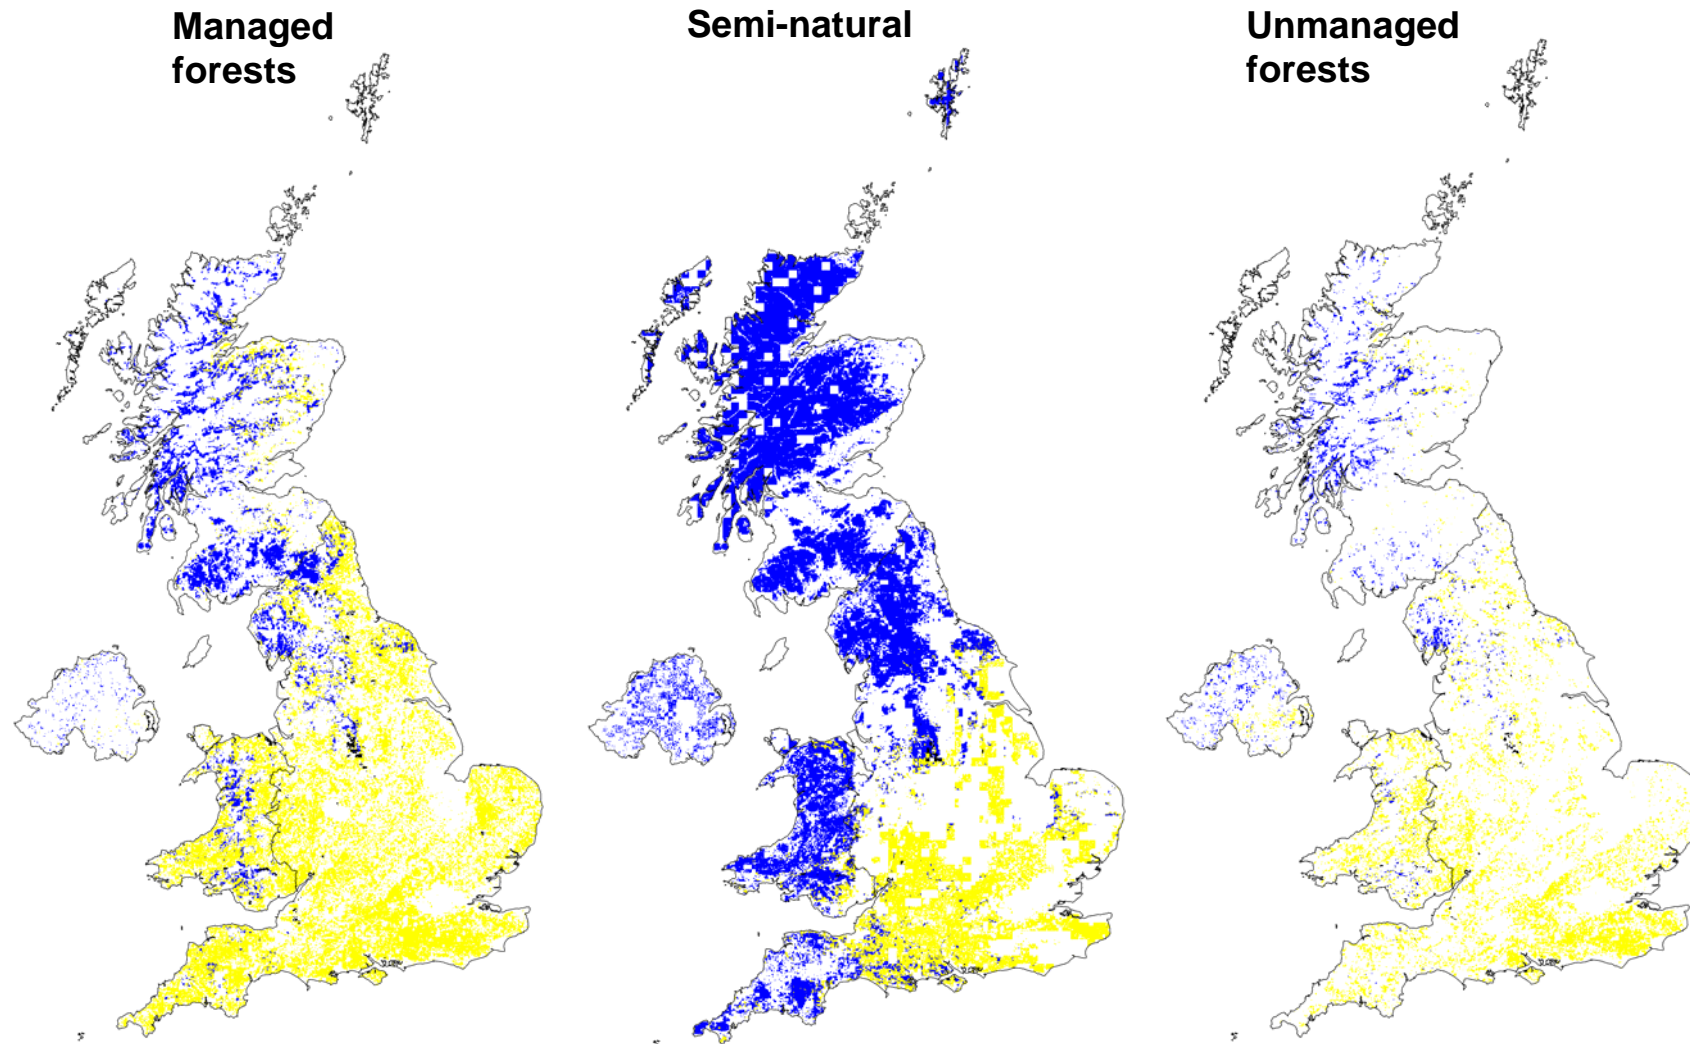 Managed
forests
Semi-natural
Unmanaged
forests